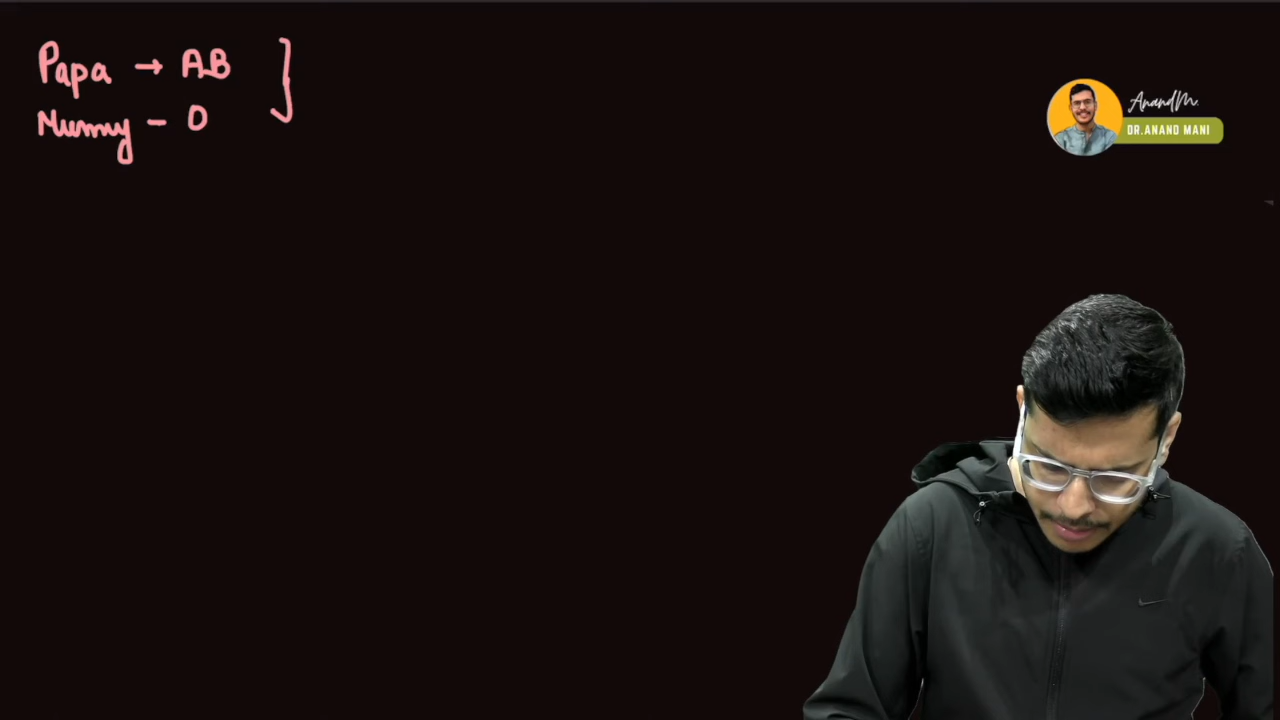 Papa → AB
Mummy - O
AnandM.
DR.ANAND MANI